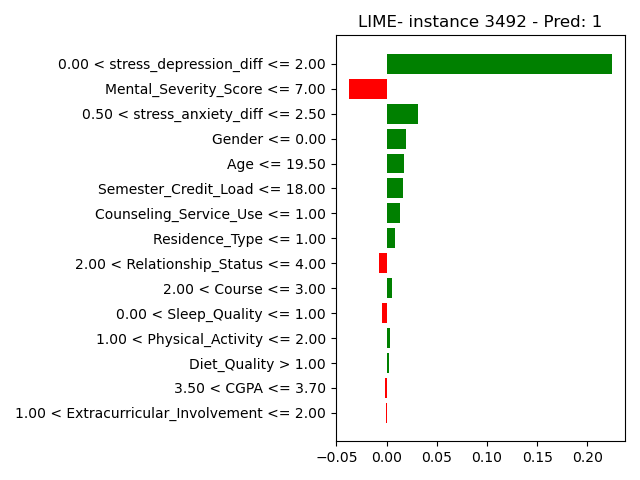 LIME- instance 3492 - Pred: 1
0.00 < stress_depression_diff <= 2.00
Mental_Severity_Score <= 7.00
0.50 < stress_anxiety_diff <= 2.50
Gender <= 0.00
Age <= 19.50
Semester_Credit_Load <= 18.00
Counseling_Service_Use <= 1.00
Residence_Type <= 1.00
2.00 < Relationship_Status <= 4.00
2.00 < Course <= 3.00
0.00 < Sleep_Quality <= 1.00
1.00 < Physical_Activity <= 2.00
Diet_Quality > 1.00
3.50 < CGPA <= 3.70
1.00 < Extracurricular_Involvement <= 2.00
−0.05 0.00 0.05 0.10 0.15 0.20